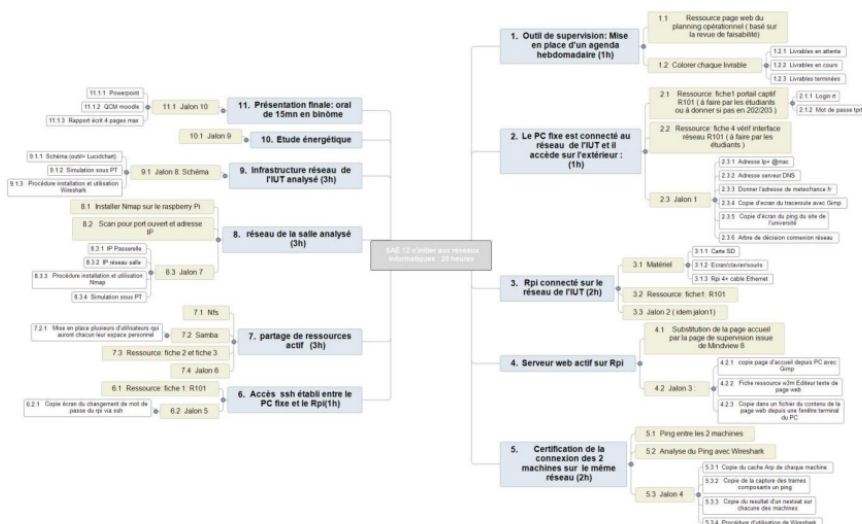 SAE 12 s'initier aux réseaux
informatiques : 20 heures
1. Outil de supervision: Mise
en place d'un agenda
hebdomadaire (1h)
1.1 Ressource page web du
planning opérationnel ( basé sur
la revue de faisabilité)
1.2 Colorer chaque livrable
1.2.1 Livrables en attente
1.2.2 Livrables en cours
1.2.3 Livrables terminées
2. Le PC fixe est connecté au
réseau de l'IUT et il
accède sur l'extérieur :
(1h)
2.1 Ressource: fiche1 portail captif
R101 ( à faire par les étudiants
ou à donner si pas en 202/203)
2.1.1 Login rt
2.1.2 Mot de passe tprt
2.2 Ressource: fiche 4 vérif interface
réseau R101 ( à faire par les
étudiants )
2.3 Jalon 1
2.3.1 Adresse Ip+ @mac
2.3.2 Adresse serveur DNS
2.3.3 Donner l'adresse de meteofrance.fr
2.3.4 Copie d'écran du traceroute avec Gimp
2.3.5 Copie d'écran du ping du site de
l'université
2.3.6 Arbre de décision connexion réseau
3. Rpi connecté sur le
réseau de l'IUT (2h)
3.1 Matériel
3.1.1 Carte SD
3.1.2 Ecran/clavier/souris
3.1.3 Rpi 4+ cable Ethernet
3.2 Ressource: fiche1: R101
3.3 Jalon 2 ( idem jalon1)
4. Serveur web actif sur Rpi
4.1 Substitution de la page accueil
par la page de supervision issue
de Mindview 8
4.2 Jalon 3 :
4.2.1 copie page d'accueil depuis PC avec
Gimp
4.2.2 Fiche ressource w3m Editeur texte de
page web
4.2.3 Copie dans un fichier du contenu de la
page web depuis une fenêtre terminal
du PC
5. Certification de la
connexion des 2
machines sur le même
réseau (2h)
5.1 Ping entre les 2 machines
5.2 Analyse du Ping avec Wireshark
5.3 Jalon 4
5.3.1 Copie du cache Arp de chaque machine
5.3.2 Copie de la capture des trames
composants un ping
5.3.3 Copie du resultat d'un nestsat sur
chacune des machines
5.3.4 Procédure d'utilisation de Wireshark
6. Accès ssh établi entre le
PC fixe et le Rpi(1h)
6.1 Ressource: fiche 1: R101
6.2 Jalon 5
6.2.1 Copie écran du changement de mot de
passe du rpi via ssh
7. partage de ressources
actif (3h)
7.1 Nfs
7.2 Samba
7.2.1 Mise en place plusieurs d'utilisateurs qui
auront chacun leur espace personnel
7.3 Ressource: fiche 2 et fiche 3
7.4 Jalon 6
8. réseau de la salle analysé
(3h)
8.1 Installer Nmap sur le raspberry Pi
8.2 Scan pour port ouvert et adresse
IP
8.3 Jalon 7
8.3.1 IP Passerelle
8.3.2 IP réseau salle
8.3.3 Procédure installation et utilisation
Nmap
8.3.4 Simulation sous PT
9. Infrastructure réseau de
l'IUT analysé (3h)
9.1 Jalon 8: Schéma
9.1.1 Schéma (outil= Lucidchart)
9.1.2 Simulation sous PT
9.1.3 Procédure installation et utilisation
Wireshark
10. Etude énergétique
10.1 Jalon 9
11. Présentation finale: oral
de 15mn en binôme
11.1 Jalon 10
11.1.1 Powerpoint
11.1.2 QCM moodle
11.1.3 Rapport écrit 4 pages max